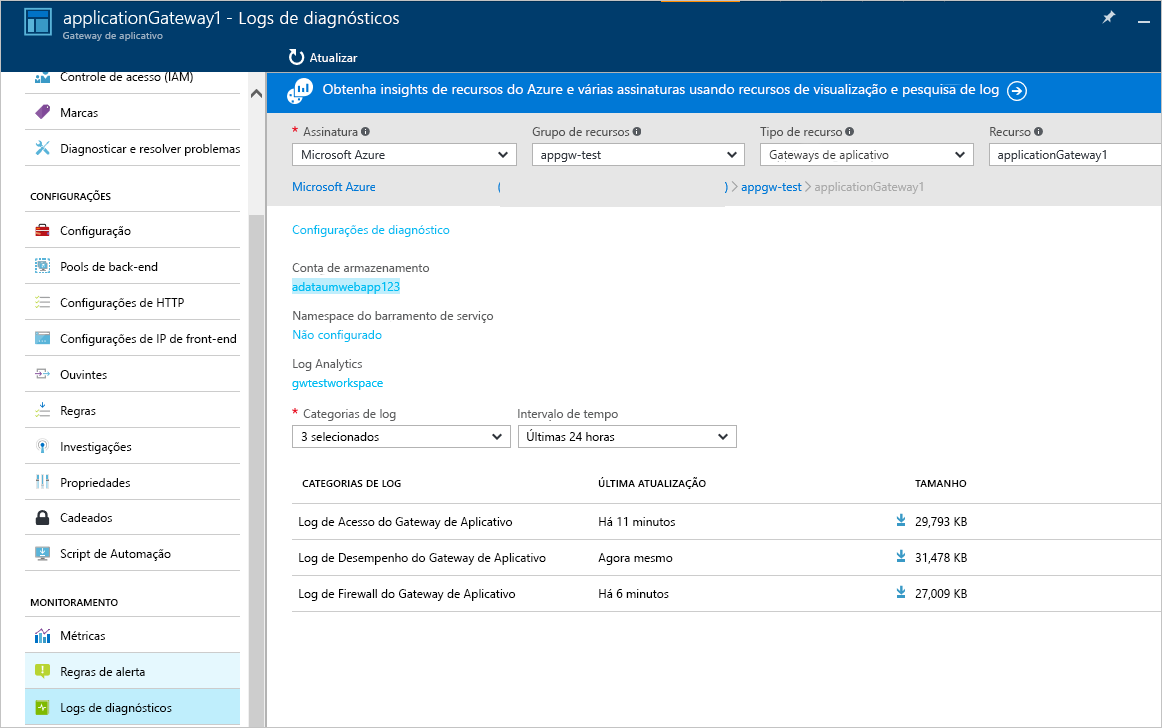 applicationGateway1 - Logs de diagnósticos
Gateway de aplicativo
Atualizar
Controle de acesso (IAM)
Marcas
Diagnosticar e resolver problemas
CONFIGURAÇÕES
Configuração
Pools de back-end
Configurações de HTTP
Configurações de IP de front-end
Ouvintes
Regras
Investigações
Propriedades
Cadeados
Script de Automação
MONITORAMENTO
Métricas
Regras de alerta
Logs de diagnósticos
Obtenha insights de recursos do Azure e várias assinaturas usando recursos de visualização e pesquisa de log
* Assinatura Grupo de recursos Tipo de recurso Recurso
Microsoft Azure appgw-test Gateways de aplicativo applicationGateway1
Microsoft Azure ( ) > appgw-test > applicationGateway1
Configurações de diagnóstico
Conta de armazenamento
adataumwebapp123
Namespace do barramento de serviço
Não configurado
Log Analytics
gwtestworkspace
* Categorias de log Intervalo de tempo
3 selecionados Últimas 24 horas
CATEGORIAS DE LOG ÚLTIMA ATUALIZAÇÃO TAMANHO
Log de Acesso do Gateway de Aplicativo Há 11 minutos 29,793 KB
Log de Desempenho do Gateway de Aplicativo Agora mesmo 31,478 KB
Log de Firewall do Gateway de Aplicativo Há 6 minutos 27,009 KB